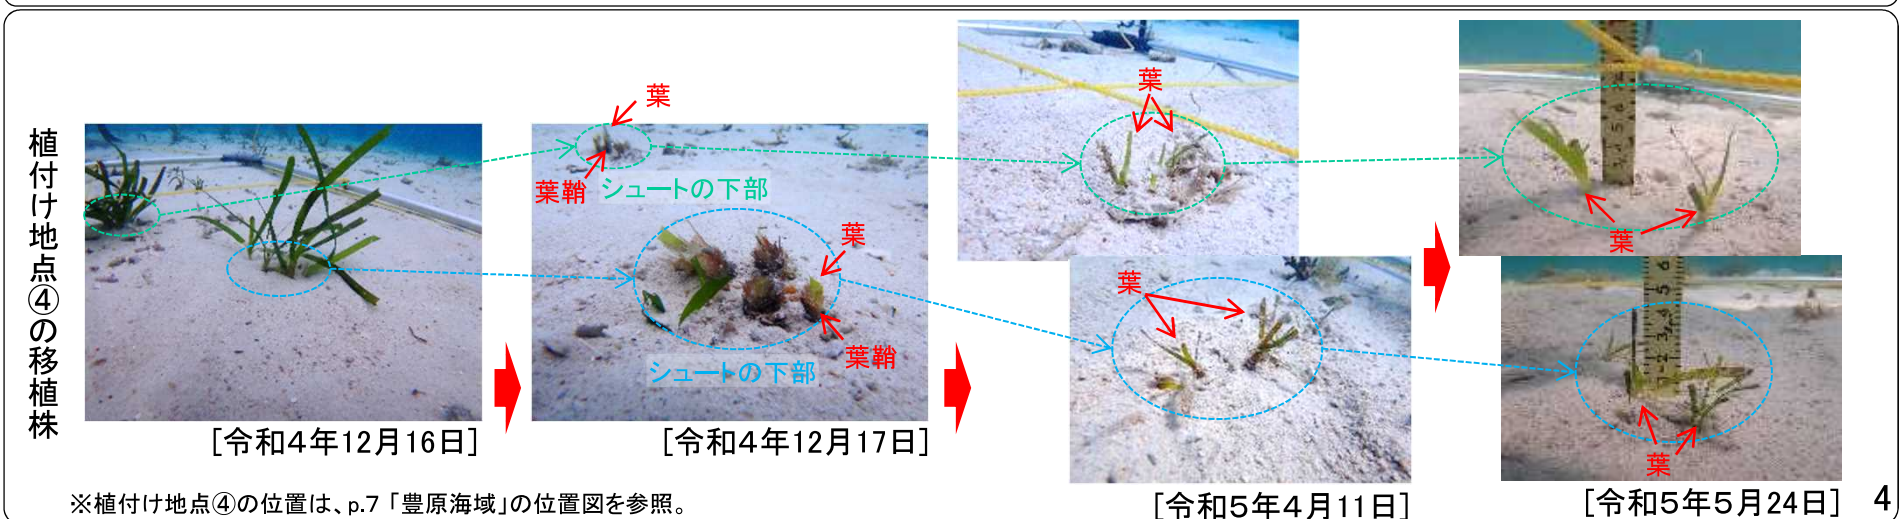 植付け地点④の移植株
葉
葉鞘
シュートの下部
葉
葉鞘
シュートの下部
葉
葉
葉
葉
[令和4年12月16日]
[令和4年12月17日]
[令和5年4月11日]
[令和5年5月24日]
※植付け地点④の位置は、p.7「豊原海域」の位置図を参照。
4